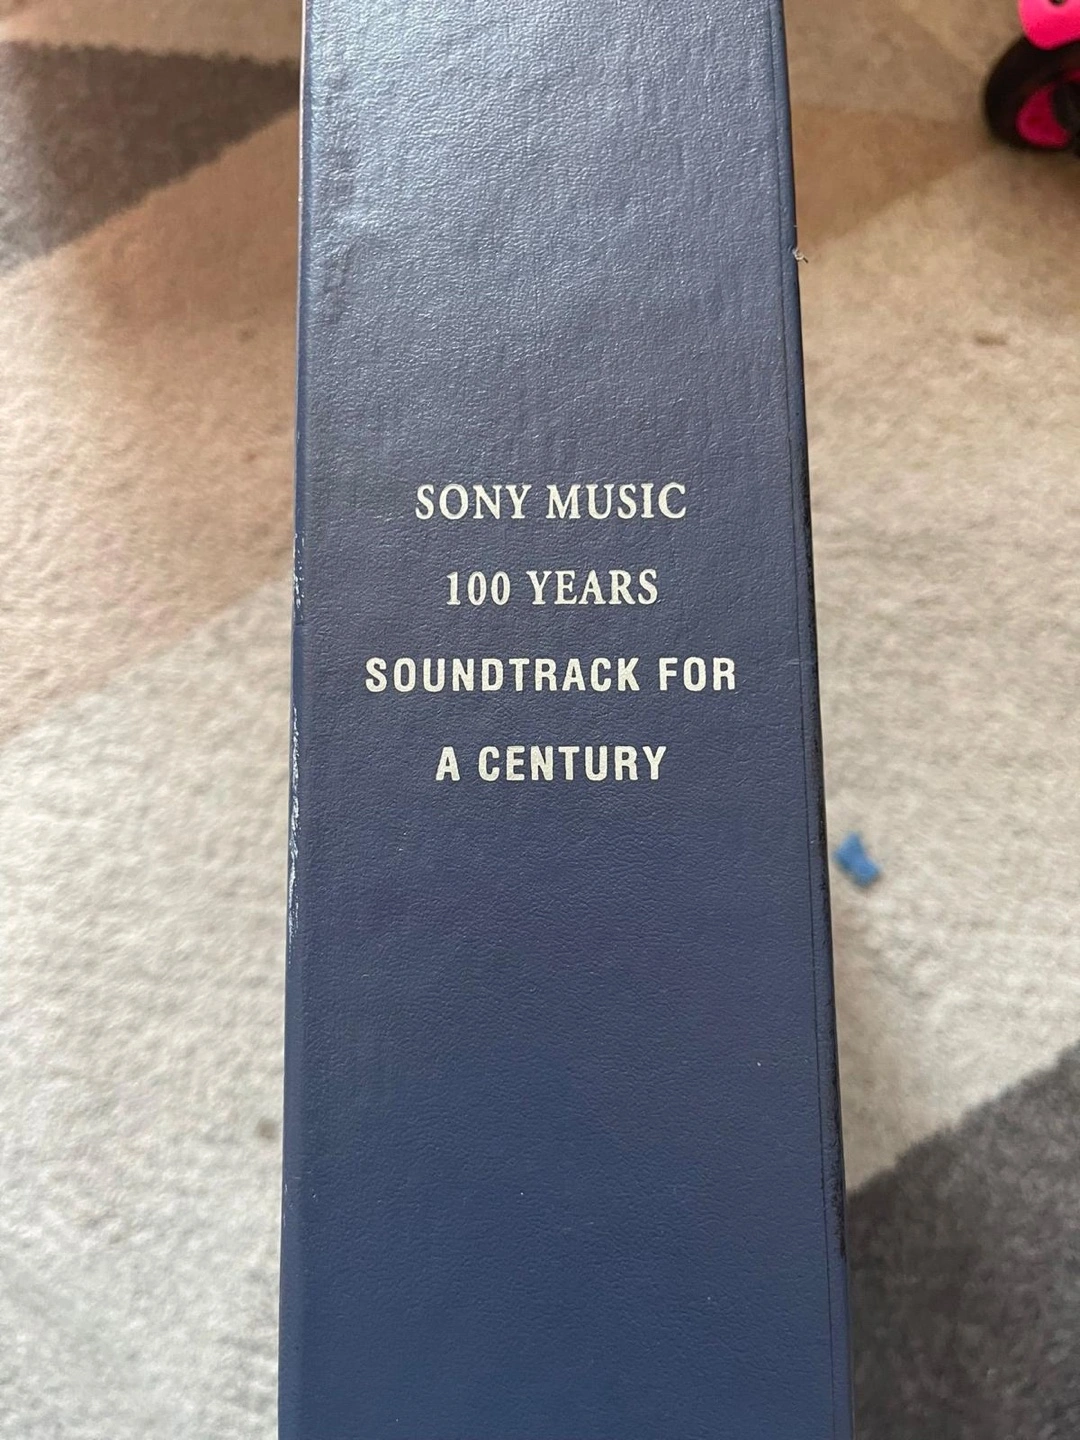 SONY MUSIC
100 YEARS
SOUNDTRACK FOR
A CENTURY